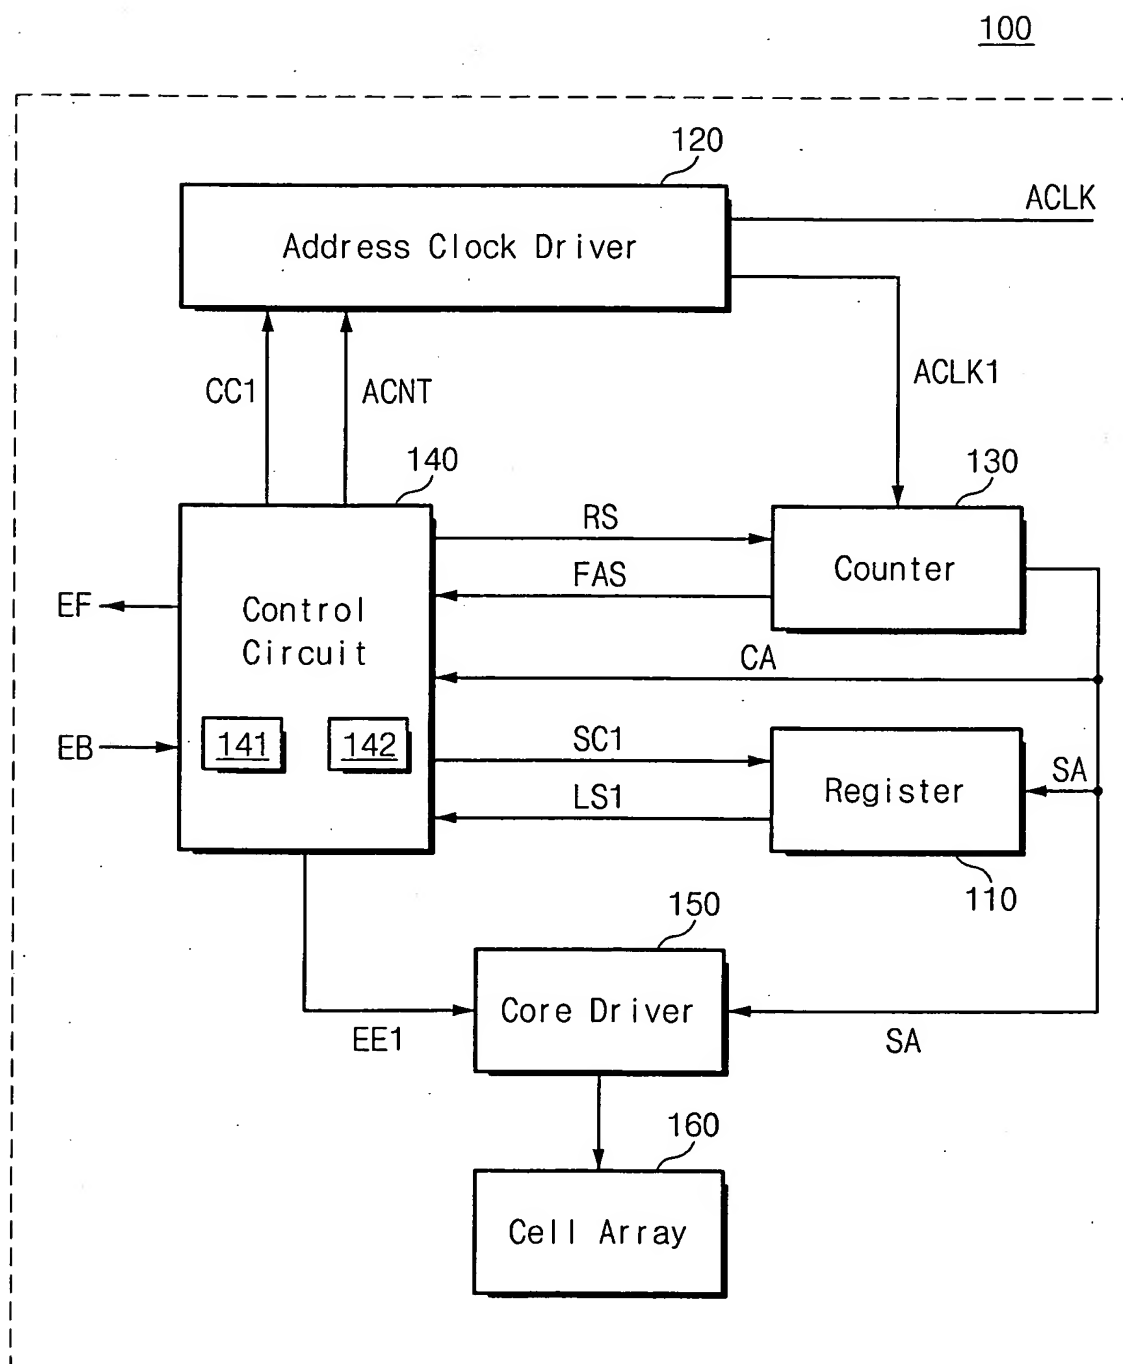 100
120
ACLK
Address Clock Driver
CC1
ACNT
ACLK1
140
130
RS
Counter
FAS
EF
Control
Circuit
CA
EB
141
142
SC1
Register
SA
LS1
110
150
Core Driver
EE1
SA
160
Cell Array